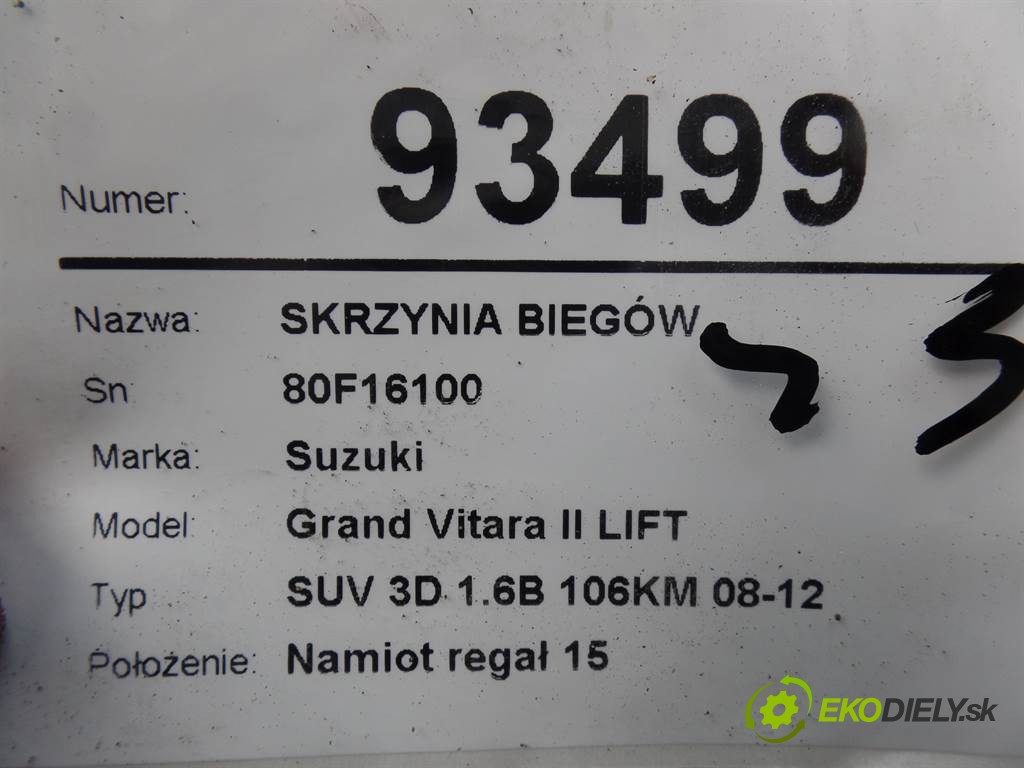 Numer: 93499
Nazwa: SKRZYNIA BIEGÓW
Sn 80F16100
Marka: Suzuki
Model: Grand Vitara II LIFT
Typ SUV 3D 1.6B 106KM 08-12
Położenie: Namiot regał 15
EKODIELY.sk